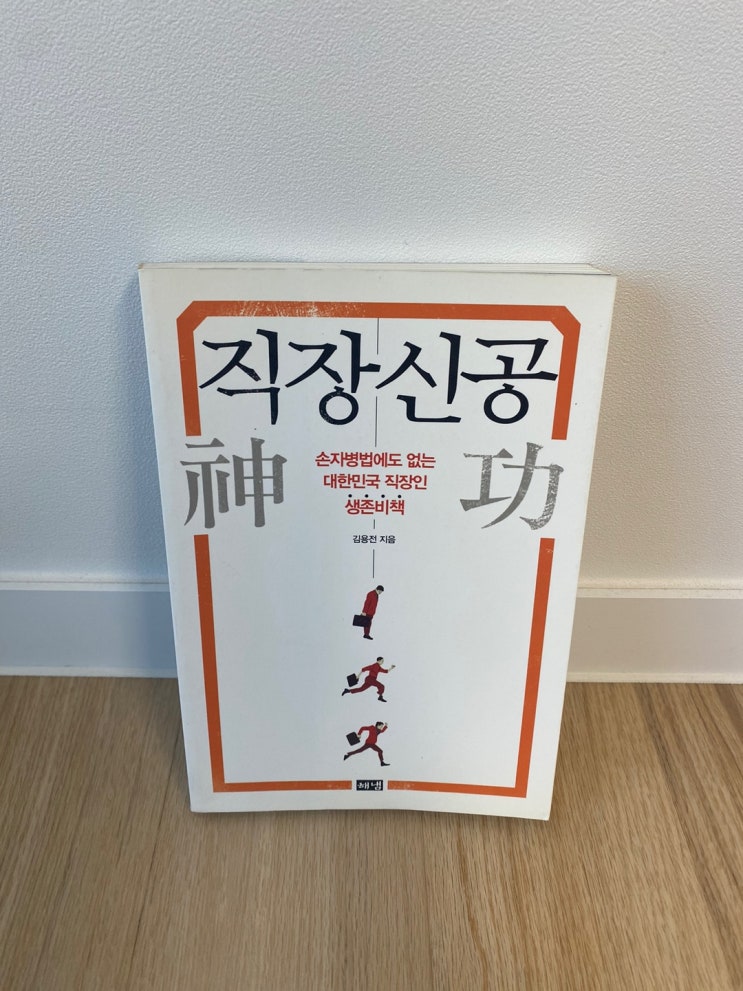 직장신공
神 功
손자병법에도 없는
대한민국 직장인
생존비책
김용전 지음
해냄